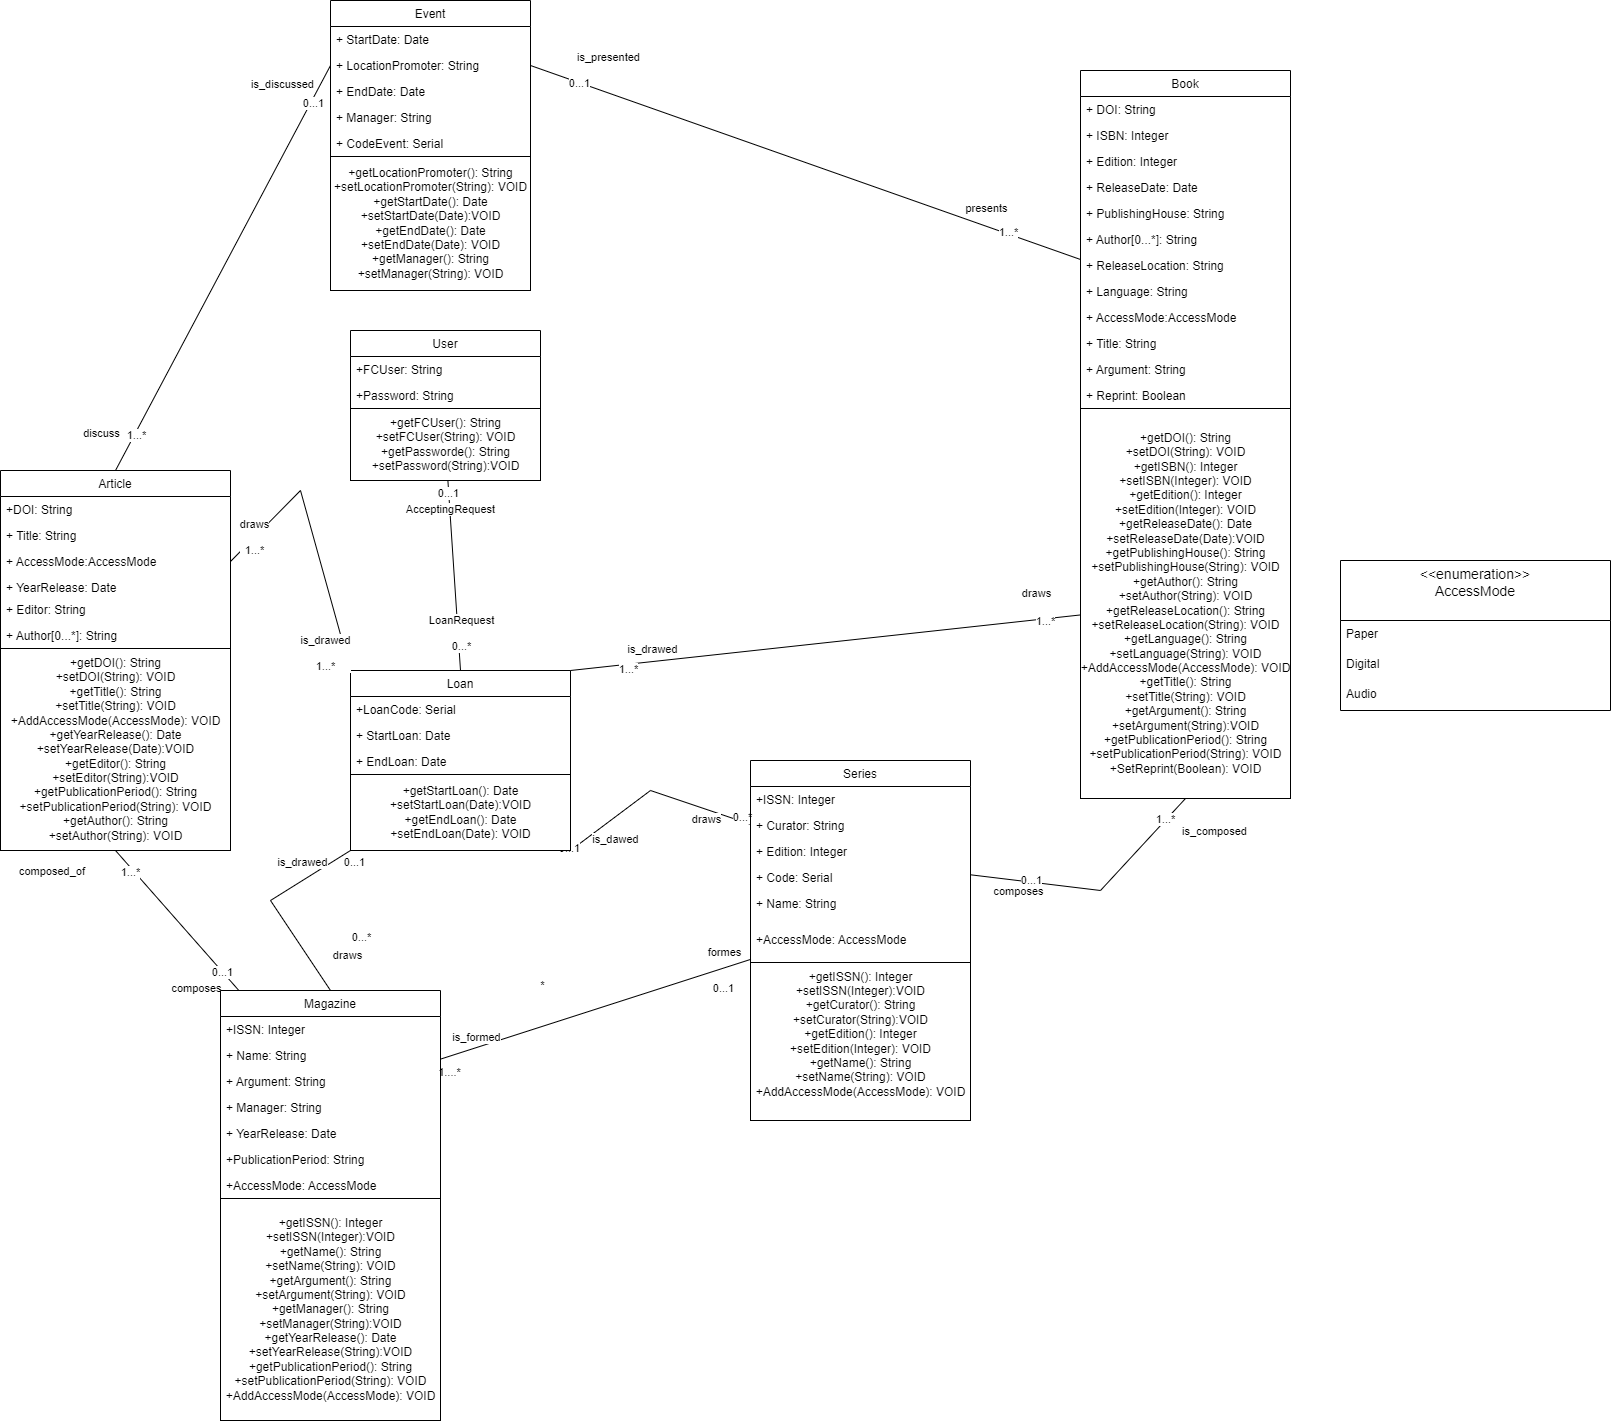 Event
+ StartDate: Date
+ LocationPromoter: String
+ EndDate: Date
+ Manager: String
+ CodeEvent: Serial
+getLocationPromoter(): String
+setLocationPromoter(String): VOID
+getStartDate(): Date
+setStartDate(Date):VOID
+getEndDate(): Date
+setEndDate(Date): VOID
+getManager(): String
+setManager(String): VOID
is_discussed
0...1
is_presented
0...1
presents
1...*
Book
+ DOI: String
+ ISBN: Integer
+ Edition: Integer
+ ReleaseDate: Date
+ PublishingHouse: String
+ Author[0...*]: String
+ ReleaseLocation: String
+ Language: String
+ AccessMode:AccessMode
+ Title: String
+ Argument: String
+ Reprint: Boolean
+getDOI(): String
+setDOI(String): VOID
+getISBN(): Integer
+setISBN(Integer): VOID
+getEdition(): Integer
+setEdition(Integer): VOID
+getReleaseDate(): Date
+setReleaseDate(Date):VOID
+getPublishingHouse(): String
+setPublishingHouse(String): VOID
+getAuthor(): String
+setAuthor(String): VOID
+getReleaseLocation(): String
+setReleaseLocation(String): VOID
+getLanguage(): String
+setLanguage(String): VOID
+AddAccessMode(AccessMode): VOID
+getTitle(): String
+setTitle(String): VOID
+getArgument(): String
+setArgument(String):VOID
+getPublicationPeriod(): String
+setPublicationPeriod(String): VOID
+SetReprint(Boolean): VOID
User
+FCUser: String
+Password: String
+getFCUser(): String
+setFCUser(String): VOID
+getPassworde(): String
+setPassword(String):VOID
0...1
AcceptingRequest
LoanRequest
0...*
discuss
1...*
Article
+DOI: String
+ Title: String
+ AccessMode:AccessMode
+ YearRelease: Date
+ Editor: String
+ Author[0...*]: String
+getDOI(): String
+setDOI(String): VOID
+getTitle(): String
+setTitle(String): VOID
+AddAccessMode(AccessMode): VOID
+getYearRelease(): Date
+setYearRelease(Date):VOID
+getEditor(): String
+setEditor(String):VOID
+getPublicationPeriod(): String
+setPublicationPeriod(String): VOID
+getAuthor(): String
+setAuthor(String): VOID
draws
1...*
is_drawed
1...*
Loan
+LoanCode: Serial
+ StartLoan: Date
+ EndLoan: Date
+getStartLoan(): Date
+setStartLoan(Date):VOID
+getEndLoan(): Date
+setEndLoan(Date): VOID
is_drawed
1...*
draws
1...*
<<enumeration>>
AccessMode
Paper
Digital
Audio
Series
+ISSN: Integer
+ Curator: String
+ Edition: Integer
+ Code: Serial
+ Name: String
+AccessMode: AccessMode
+getISSN(): Integer
+setISSN(Integer):VOID
+getCurator(): String
+setCurator(String):VOID
+getEdition(): Integer
+setEdition(Integer): VOID
+getName(): String
+setName(String): VOID
+AddAccessMode(AccessMode): VOID
draws
0...*
is_dawed
1...*
is_composed
0...1
composes
composed_of
1...*
is_drawed
0...1
0...*
draws
0...1
composes
formes
0...1
*
is_formed
1....*
Magazine
+ISSN: Integer
+ Name: String
+ Argument: String
+ Manager: String
+ YearRelease: Date
+PublicationPeriod: String
+AccessMode: AccessMode
+getISSN(): Integer
+setISSN(Integer):VOID
+getName(): String
+setName(String): VOID
+getArgument(): String
+setArgument(String): VOID
+getManager(): String
+setManager(String):VOID
+getYearRelease(): Date
+setYearRelease(String):VOID
+getPublicationPeriod(): String
+setPublicationPeriod(String): VOID
+AddAccessMode(AccessMode): VOID